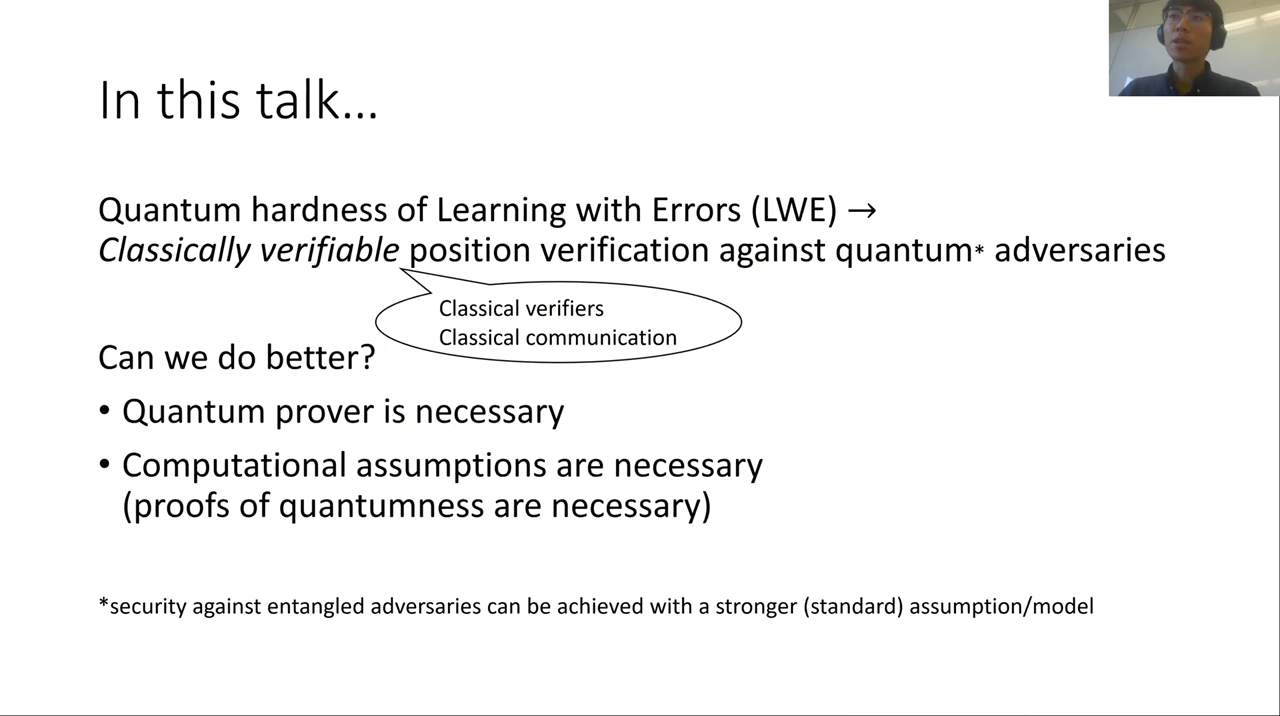 In this talk...
Quantum hardness of Learning with Errors (LWE) →
Classically verifiable position verification against quantum* adversaries
Classical verifiers
Classical communication
Can we do better?
• Quantum prover is necessary
• Computational assumptions are necessary
(proofs of quantumness are necessary)
*security against entangled adversaries can be achieved with a stronger (standard) assumption/model